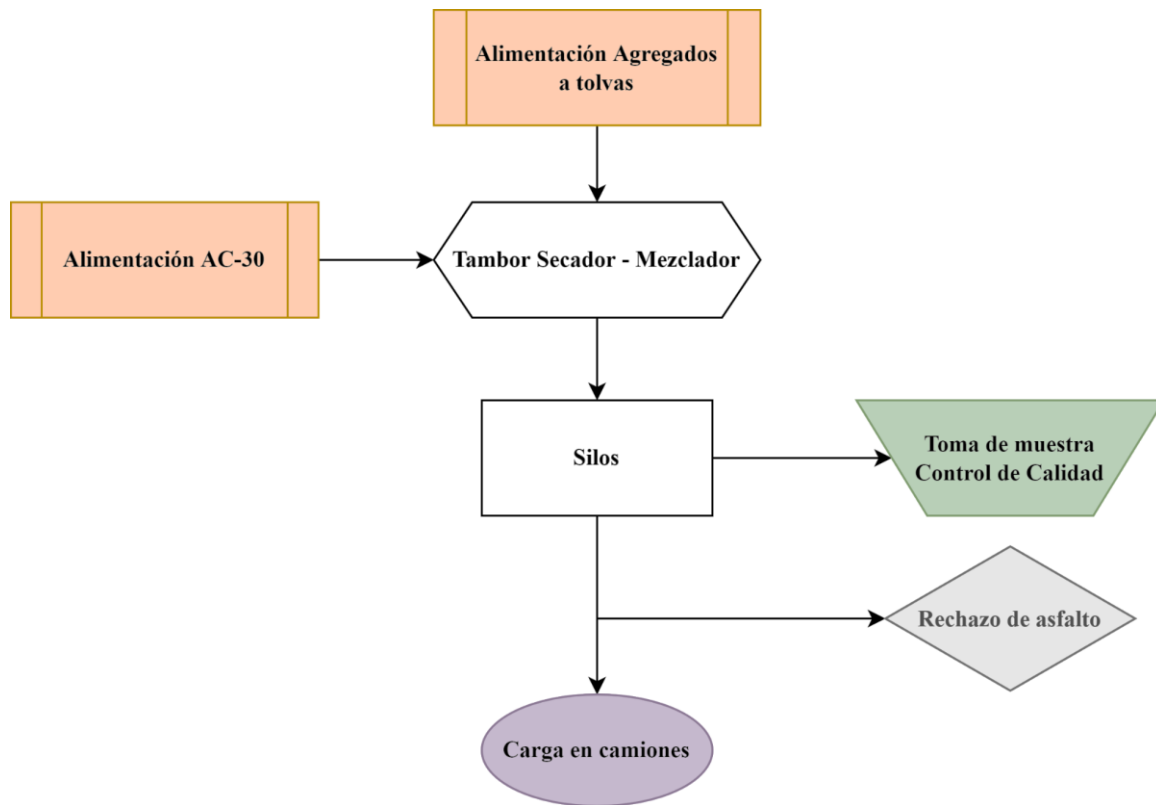 Alimentación Agregados
a tolvas
Alimentación AC-30
Tambor Secador - Mezclador
Silos
Toma de muestra
Control de Calidad
Rechazo de asfalto
Carga en camiones